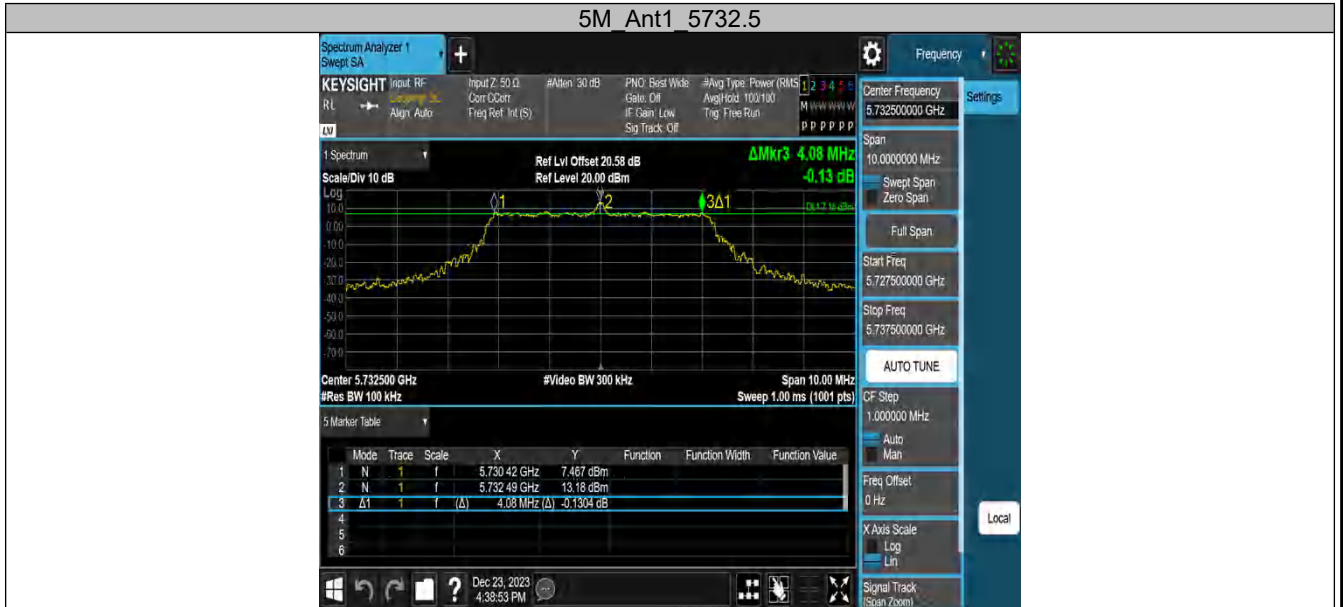 5M_Ant1_5732.5
Spectrum Analyzer 1
Swept SA
+
Frequency
KEYSIGHT
Input: RF
RL
Align: Auto
LXI
Input Z: 50 Ω
Corr CCorr
Freq Ref: Int (S)
#Atten: 30 dB
PNO: Best Wide
Gate: Off
IF Gain: Low
Sig Track: Off
#Avg Type: Power (RMS
Avg|Hold: 100/100
Trig: Free Run
1 2 3 4 5 6
M W W W W W
P P P P P P
1 Spectrum
Scale/Div 10 dB
Ref Lvl Offset 20.58 dB
Ref Level 20.00 dBm
ΔMkr3 4.08 MHz
-0.13 dB
Log
10.0
0.00
-10.0
-20.0
-30.0
-40.0
-50.0
-60.0
-70.0
1
2
3Δ1
Center 5.732500 GHz
#Video BW 300 kHz
Span 10.00 MHz
#Res BW 100 kHz
Sweep 1.00 ms (1001 pts)
5 Marker Table
Mode Trace Scale X Y Function Function Width Function Value
1 N 1 f 5.730 42 GHz 7.467 dBm
2 N 1 f 5.732 49 GHz 13.18 dBm
3 Δ1 1 f (Δ) 4.08 MHz (Δ) -0.1304 dB
4
5
6
?
Dec 23, 2023
4:38:53 PM
Center Frequency
5.732500000 GHz
Settings
Span
10.0000000 MHz
Swept Span
Zero Span
Full Span
Start Freq
5.727500000 GHz
Stop Freq
5.737500000 GHz
AUTO TUNE
CF Step
1.000000 MHz
Auto
Man
Freq Offset
0 Hz
X Axis Scale
Log
Lin
Local
Signal Track
(Span Zoom)